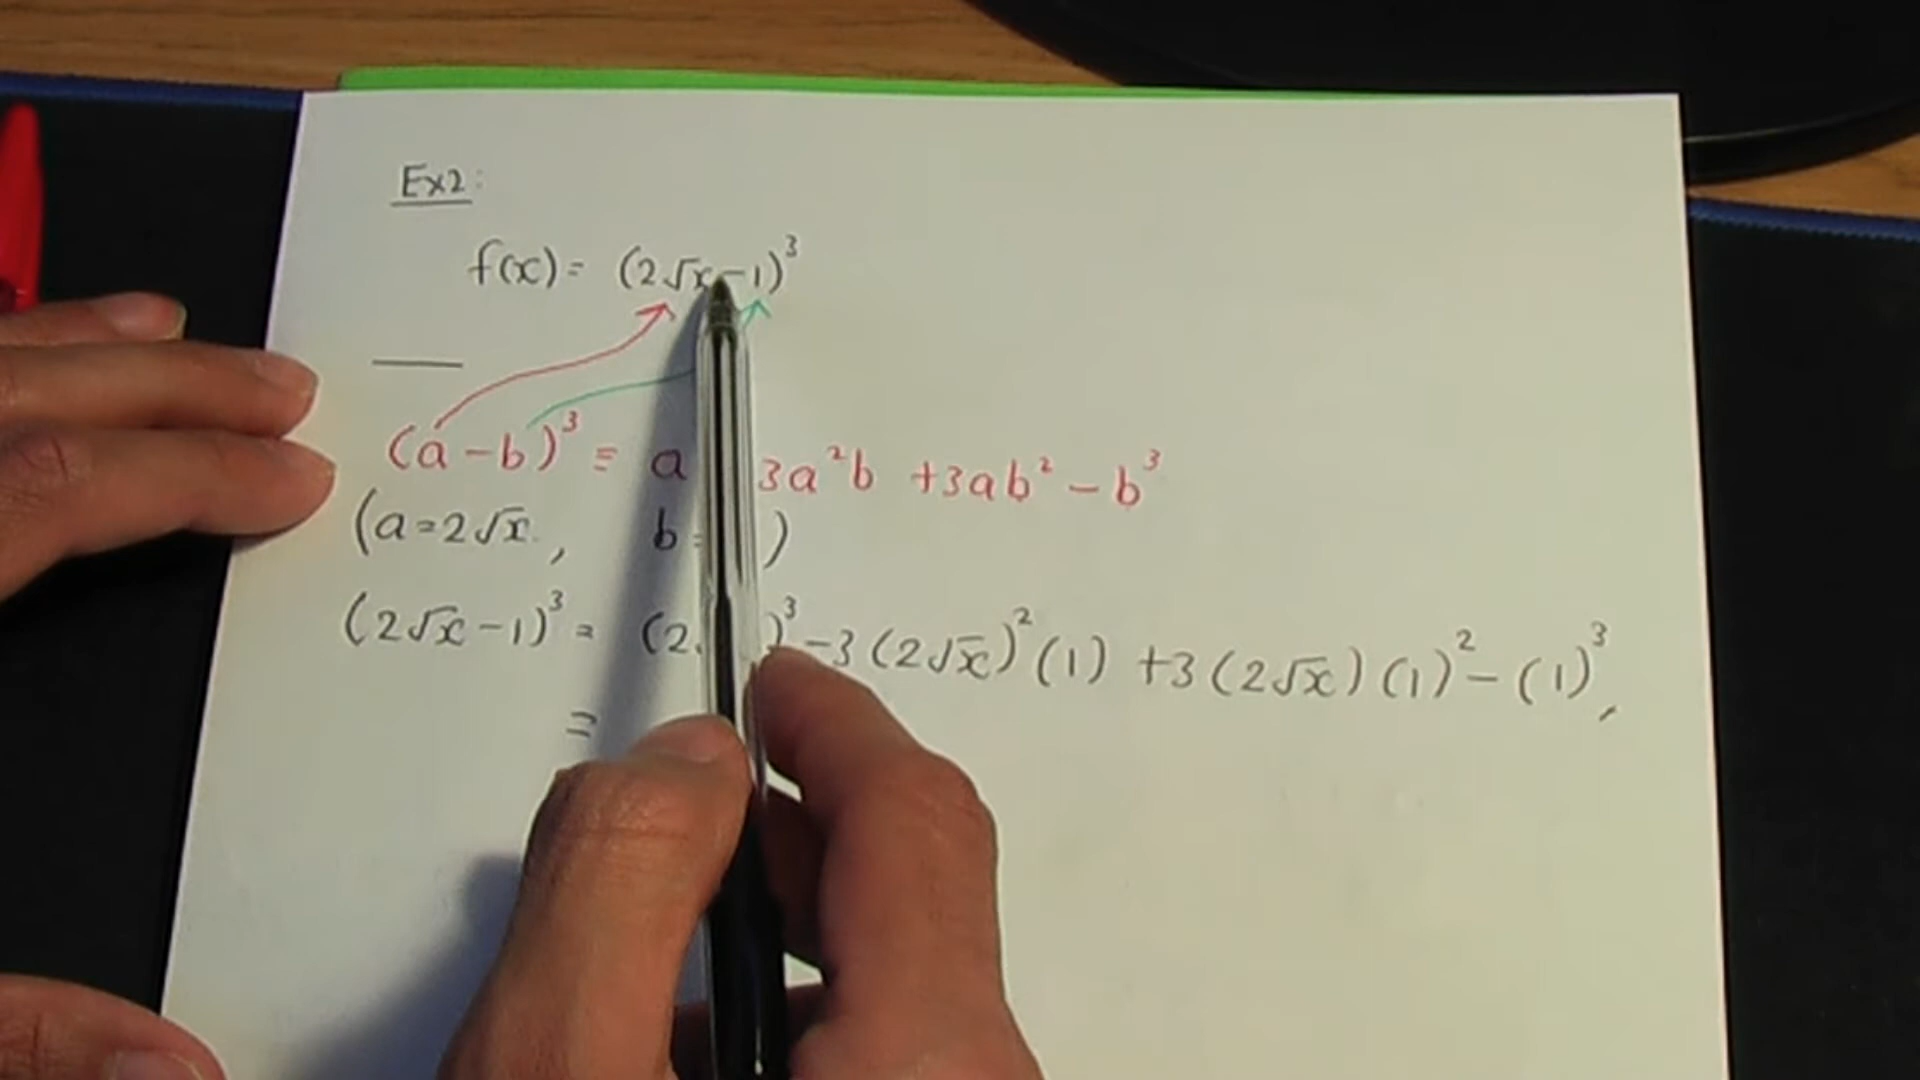 Ex2:
f(x) = (2√x - 1)³
(a - b)³ = a 3a²b + 3ab² - b³
(a = 2√x, b = )
(2√x - 1)³ = (2 )³ - 3(2√x)²(1) + 3(2√x)(1)² - (1)³,
=